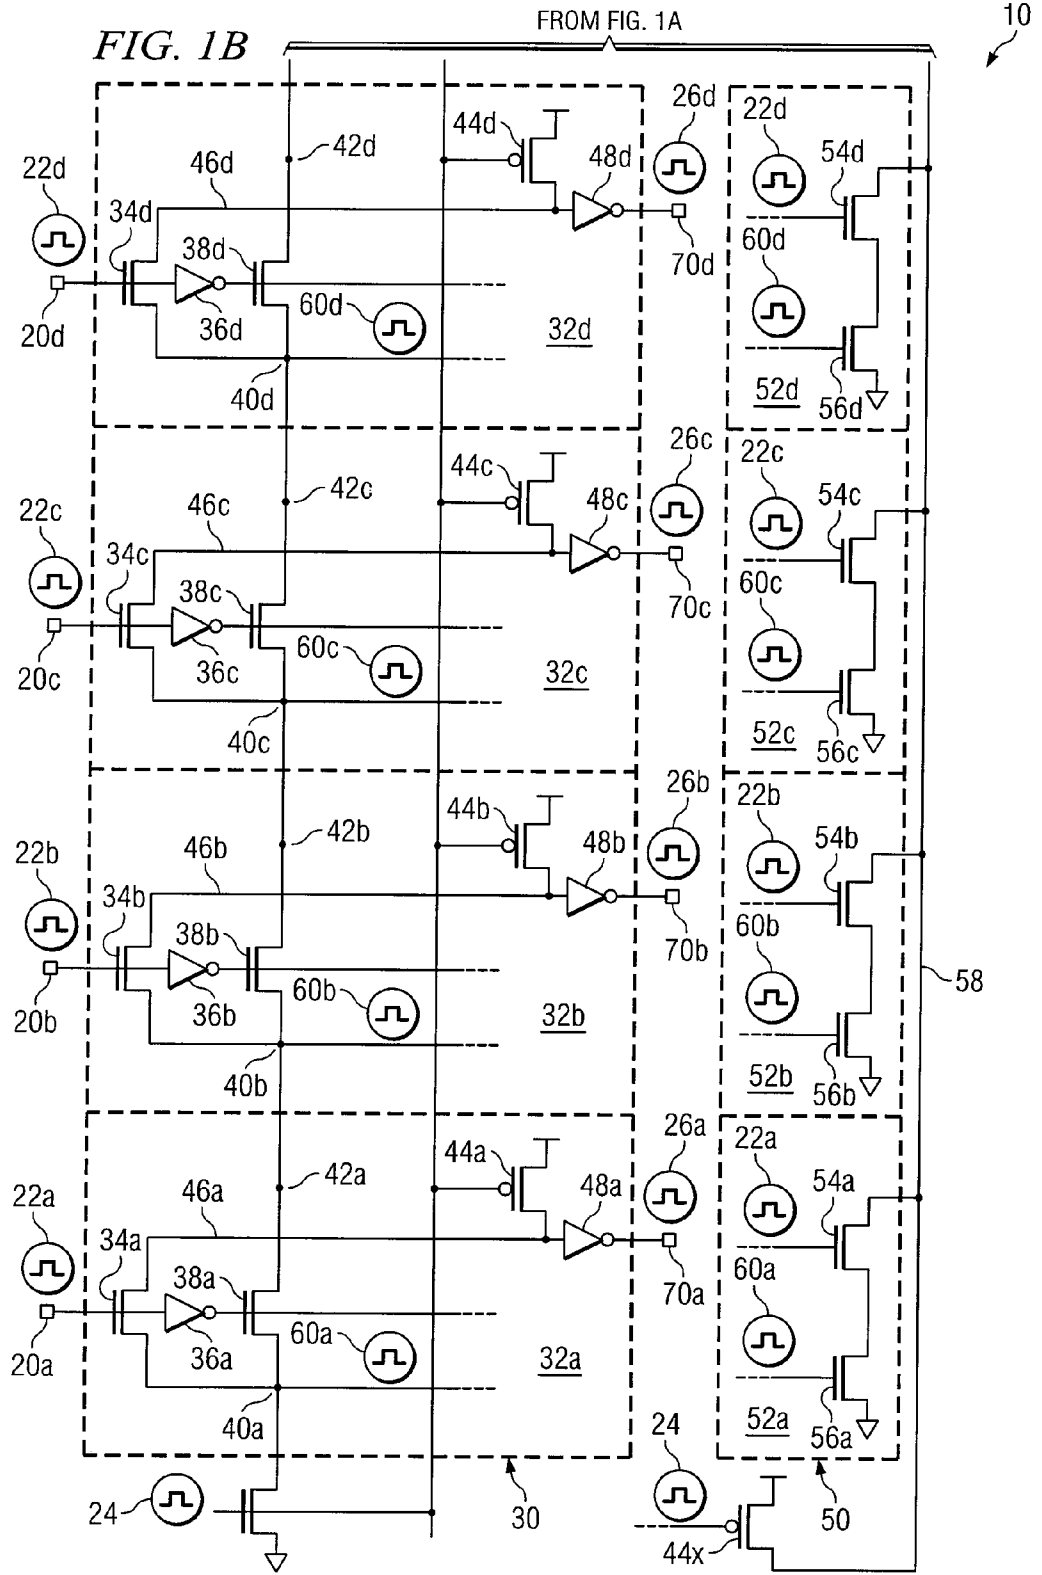 FROM FIG. 1A
10
FIG. 1B
44d
26d
22d
42d
22d
46d
48d
54d
34d
38d
70d
60d
60d
20d
36d
32d
52d
40d
56d
44c
26c
22c
42c
22c
46c
48c
54c
34c
38c
70c
60c
60c
20c
36c
32c
52c
40c
56c
44b
26b
22b
42b
22b
46b
48b
54b
34b
38b
70b
60b
60b
58
20b
36b
32b
52b
40b
56b
44a
26a
22a
42a
22a
46a
48a
54a
34a
38a
70a
60a
60a
20a
36a
32a
52a
40a
56a
24
24
30
50
44x